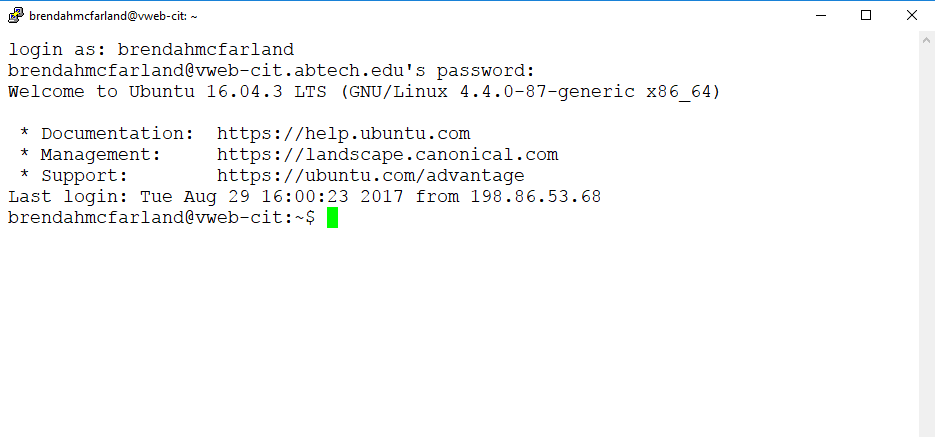 brendahmcfarland@vweb-cit: ~
login as: brendahmcfarland
brendahmcfarland@vweb-cit.abtech.edu's password:
Welcome to Ubuntu 16.04.3 LTS (GNU/Linux 4.4.0-87-generic x86_64)
* Documentation:  https://help.ubuntu.com
* Management:     https://landscape.canonical.com
* Support:        https://ubuntu.com/advantage
Last login: Tue Aug 29 16:00:23 2017 from 198.86.53.68
brendahmcfarland@vweb-cit:~$